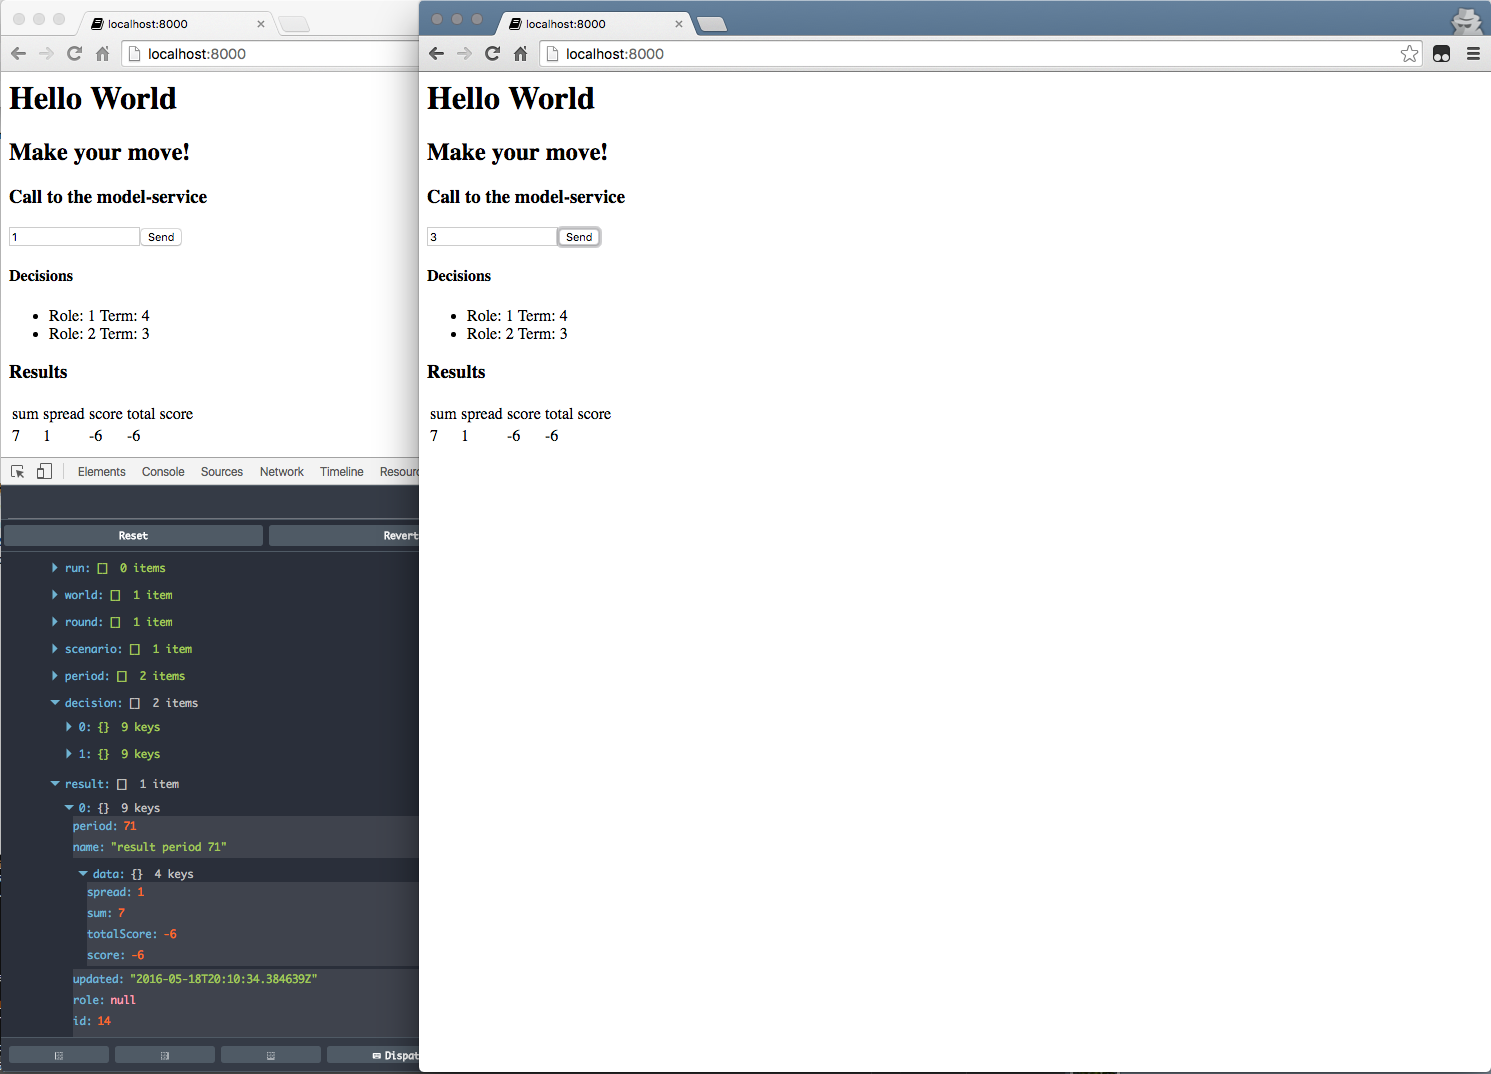 localhost:8000
localhost:8000
Hello World
Make your move!
Call to the model-service
1
Send
Decisions
Role: 1 Term: 4
Role: 2 Term: 3
Results
sum spread score total score
7 1 -6 -6
Elements Console Sources Network Timeline
Reset
Revert
run: [] 0 items
world: [] 1 item
round: [] 1 item
scenario: [] 1 item
period: [] 2 items
decision: [] 2 items
0: {} 9 keys
1: {} 9 keys
result: [] 1 item
0: {} 9 keys
period: 71
name: "result period 71"
data: {} 4 keys
spread: 1
sum: 7
totalScore: -6
score: -6
updated: "2016-05-18T20:10:34.384639Z"
role: null
id: 14
localhost:8000
localhost:8000
Hello World
Make your move!
Call to the model-service
3
Send
Decisions
Role: 1 Term: 4
Role: 2 Term: 3
Results
sum spread score total score
7 1 -6 -6